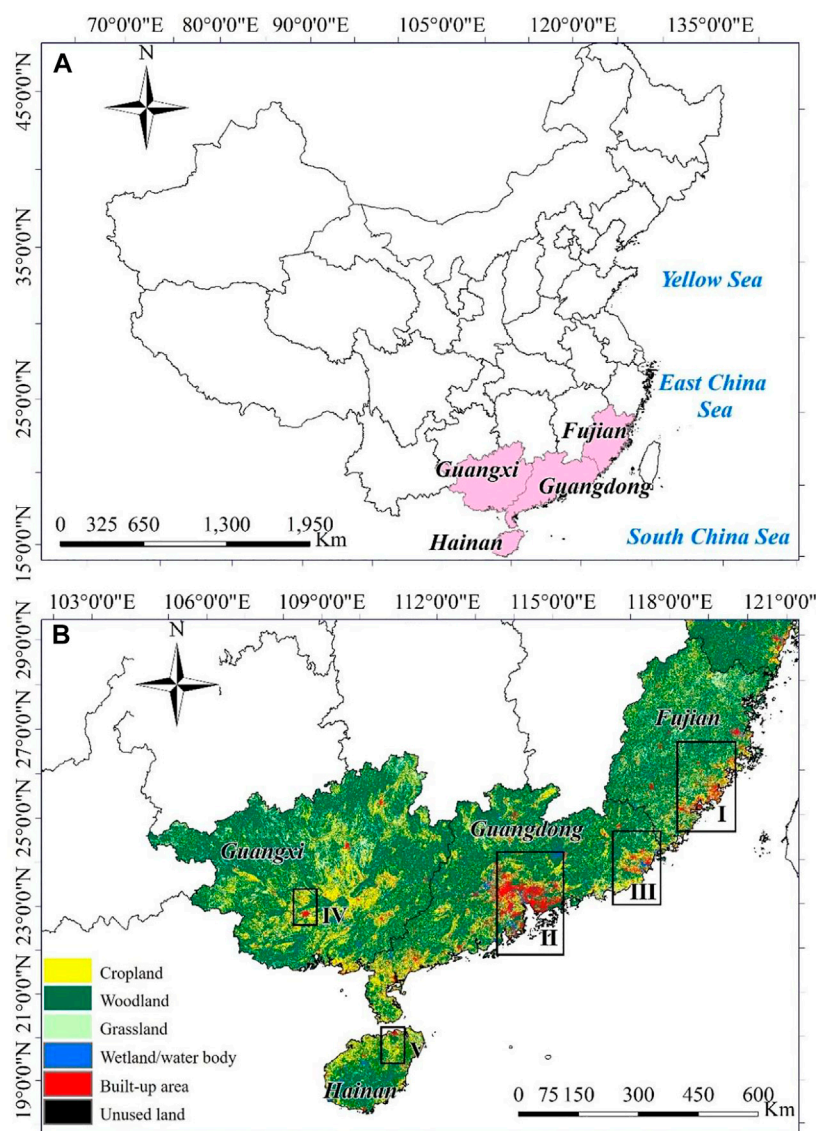 70°0'0"E 90°0'0"E 105°0'0"E 120°0'0"E 135°0'0"E
A
N
45°0'0"N
35°0'0"N
25°0'0"N
15°0'0"N
Yellow Sea
East China
Sea
Fujian
Guangxi
Guangdong
Hainan
South China Sea
0 325 650 1,300 1,950
Km
103°0'0"E 106°0'0"E 109°0'0"E 112°0'0"E 115°0'0"E 118°0'0"E 121°0'0"E
B
N
29°0'0"N
27°0'0"N
25°0'0"N
23°0'0"N
21°0'0"N
19°0'0"N
Fujian
I
Guangdong
Guangxi
III
IV
II
V
Hainan
Cropland
Woodland
Grassland
Wetland/water body
Built-up area
Unused land
0 75 150 300 450 600
Km